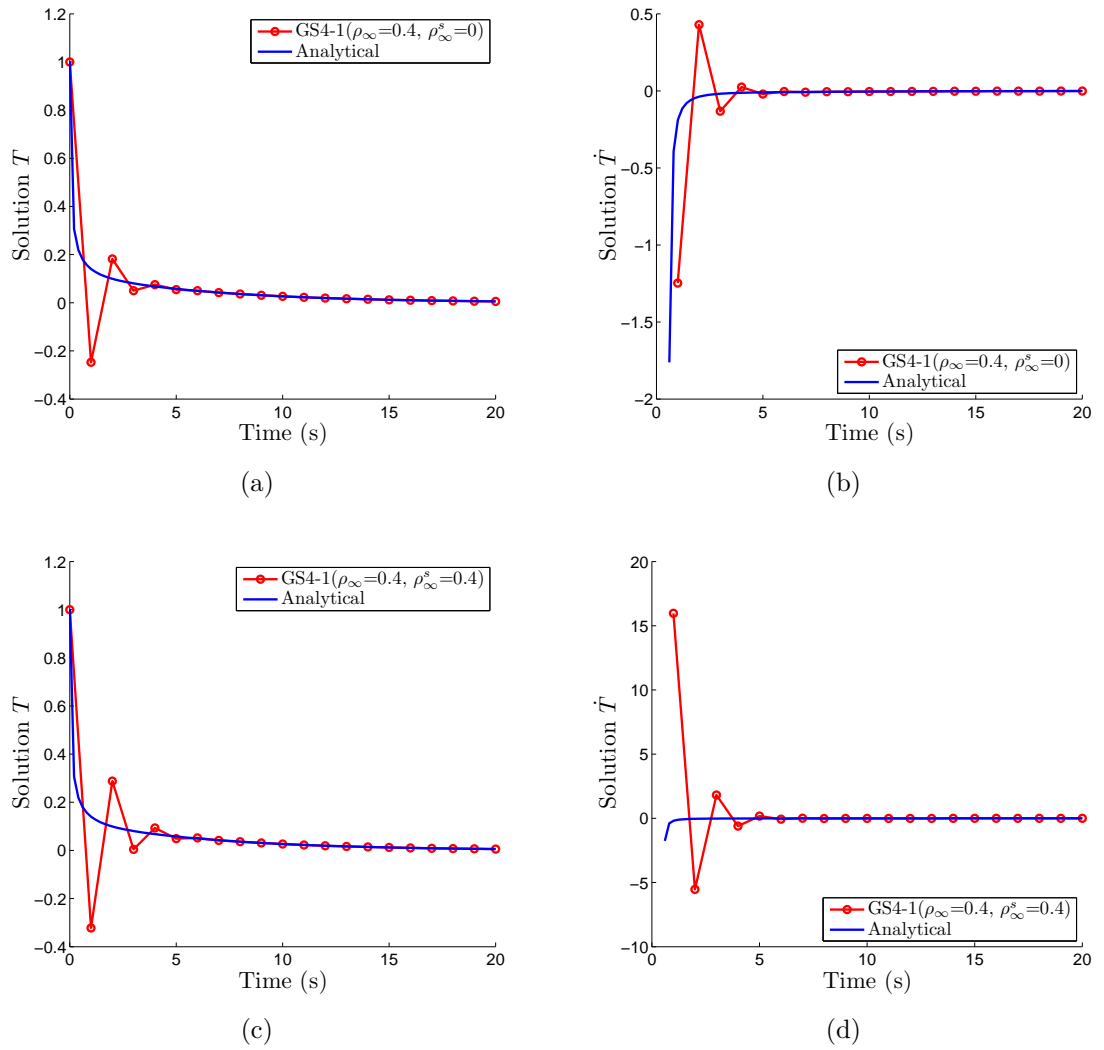 1.2
1
0.8
0.6
0.4
0.2
0
−0.2
−0.4
Solution T
0 5 10 15 20
Time (s)
GS4-1(ρ∞=0.4, ρ∞ˢ=0)
Analytical
(a)
0.5
0
−0.5
−1
−1.5
−2
Solution Ṫ
0 5 10 15 20
Time (s)
GS4-1(ρ∞=0.4, ρ∞ˢ=0)
Analytical
(b)
1.2
1
0.8
0.6
0.4
0.2
0
−0.2
−0.4
Solution T
0 5 10 15 20
Time (s)
GS4-1(ρ∞=0.4, ρ∞ˢ=0.4)
Analytical
(c)
20
15
10
5
0
−5
−10
Solution Ṫ
0 5 10 15 20
Time (s)
GS4-1(ρ∞=0.4, ρ∞ˢ=0.4)
Analytical
(d)